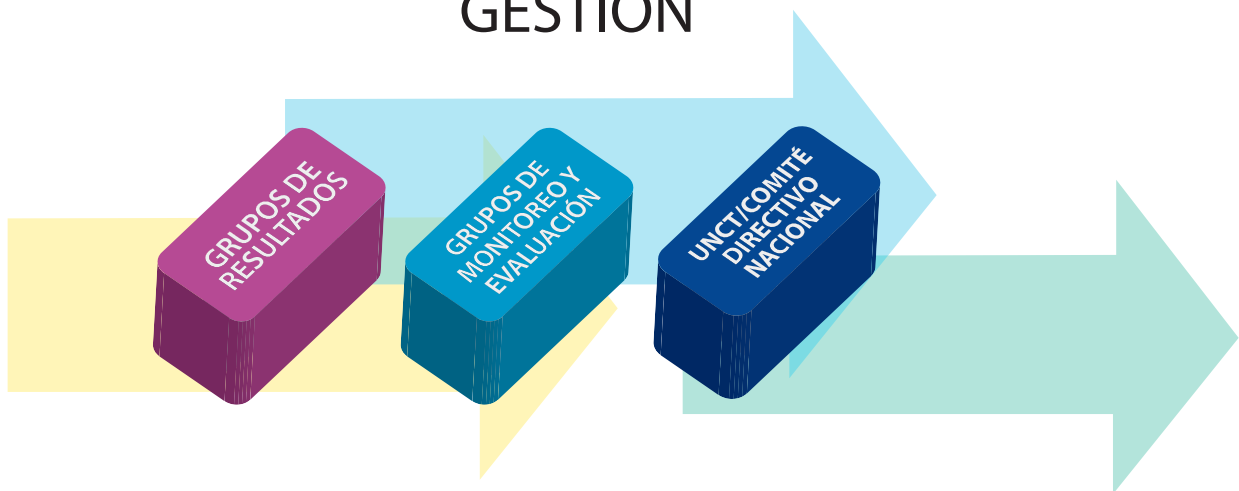 GESTIÓN
GRUPOS DE
RESULTADOS
GRUPOS DE
MONITOREO Y
EVALUACIÓN
UNCT/COMITÉ
DIRECTIVO
NACIONAL